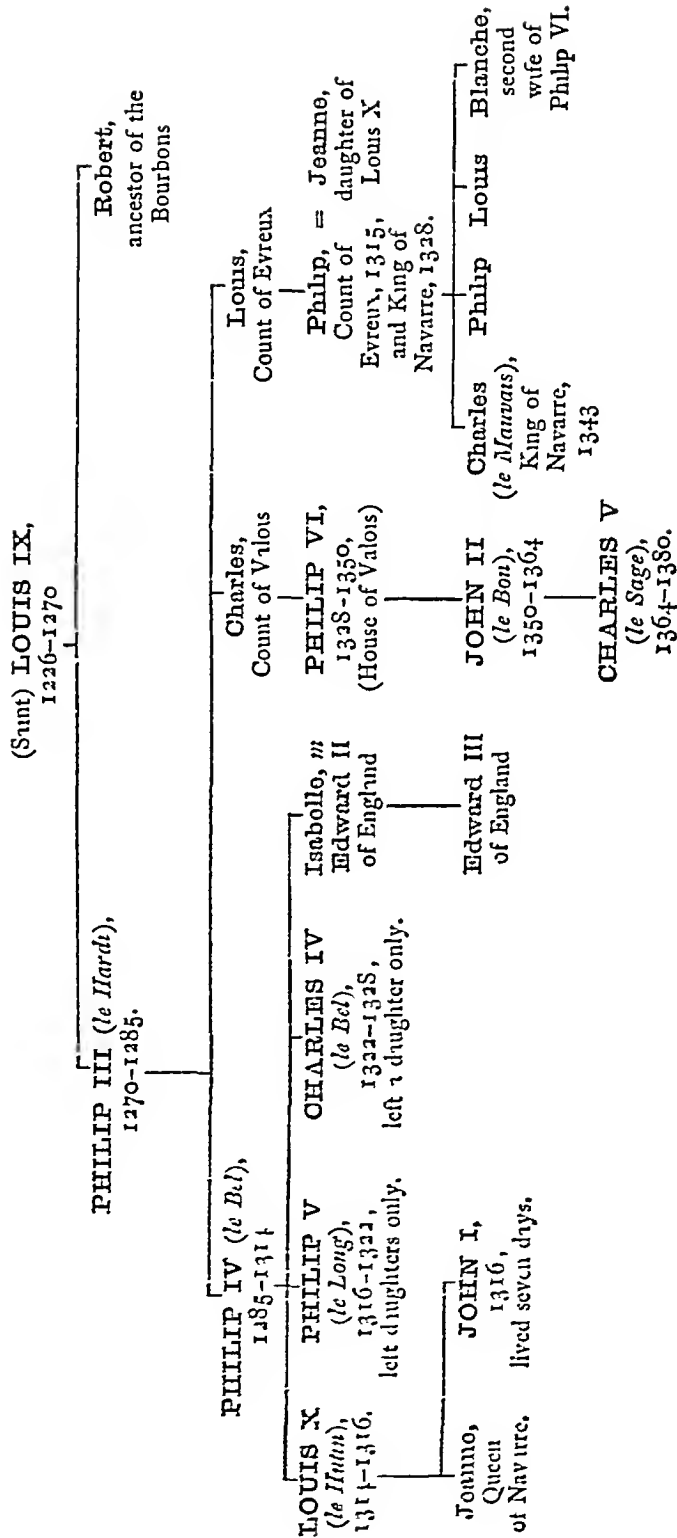 (Saint) LOUIS IX,
1226-1270
PHILIP III (le Hardi),
1270-1285.
Robert,
ancestor of the
Bourbons
PHILIP IV (le Bel),
1285-1314
Charles,
Count of Valois
Louis,
Count of Evreux
LOUIS X
(le Hutin),
1314-1316.
PHILIP V
(le Long),
1316-1322,
left daughters only.
CHARLES IV
(le Bel),
1322-1328,
left a daughter only.
Isabelle, m
Edward II
of England
PHILIP VI,
1328-1350,
(House of Valois)
Philip,
Count of
Evreux, 1315,
and King of
Navarre, 1328.
=
Jeanne,
daughter of
Louis X
Jeanne,
Queen
of Navarre.
JOHN I,
1316,
lived seven days.
Edward III
of England
JOHN II
(le Bon),
1350-1364
Charles
(le Mauvais),
King of
Navarre,
1343
Philip
Louis
Blanche,
second
wife of
Philip VI.
CHARLES V
(le Sage),
1364-1380.